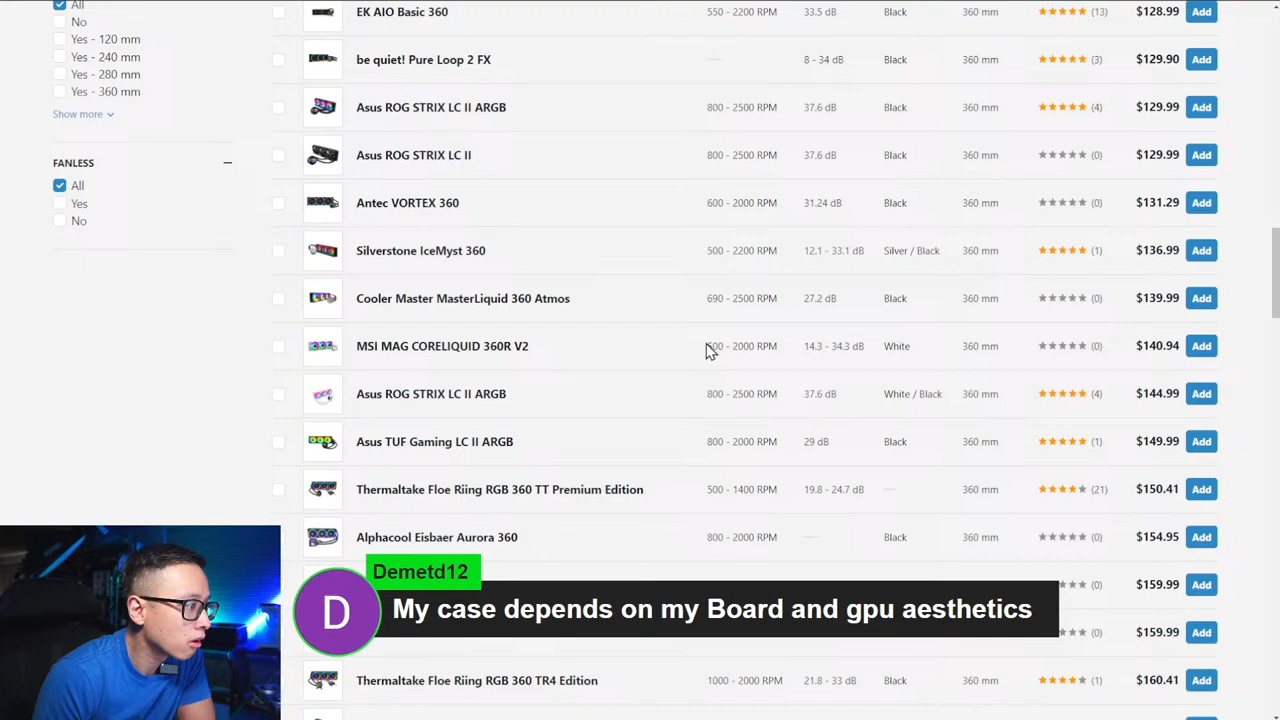 All
No
Yes - 120 mm
Yes - 240 mm
Yes - 280 mm
Yes - 360 mm
Show more
FANLESS
All
Yes
No
EK AIO Basic 360 550 - 2200 RPM 33.5 dB Black 360 mm (13) $128.99 Add
be quiet! Pure Loop 2 FX — 8 - 34 dB Black 360 mm (3) $129.90 Add
Asus ROG STRIX LC II ARGB 800 - 2500 RPM 37.6 dB Black 360 mm (4) $129.99 Add
Asus ROG STRIX LC II 800 - 2500 RPM 37.6 dB Black 360 mm (0) $129.99 Add
Antec VORTEX 360 600 - 2000 RPM 31.24 dB Black 360 mm (0) $131.29 Add
Silverstone IceMyst 360 500 - 2200 RPM 12.1 - 33.1 dB Silver / Black 360 mm (1) $136.99 Add
Cooler Master MasterLiquid 360 Atmos 690 - 2500 RPM 27.2 dB Black 360 mm (0) $139.99 Add
MSI MAG CORELIQUID 360R V2 - 2000 RPM 14.3 - 34.3 dB White 360 mm (0) $140.94 Add
Asus ROG STRIX LC II ARGB 800 - 2500 RPM 37.6 dB White / Black 360 mm (4) $144.99 Add
Asus TUF Gaming LC II ARGB 800 - 2000 RPM 29 dB Black 360 mm (1) $149.99 Add
Thermaltake Floe Riing RGB 360 TT Premium Edition 500 - 1400 RPM 19.8 - 24.7 dB — 360 mm (21) $150.41 Add
Alphacool Eisbaer Aurora 360 800 - 2000 RPM — Black 360 mm (0) $154.95 Add
(0) $159.99 Add
(0) $159.99 Add
Thermaltake Floe Riing RGB 360 TR4 Edition 1000 - 2000 RPM 21.8 - 33 dB Black 360 mm (1) $160.41 Add
Demetd12
D
My case depends on my Board and gpu aesthetics